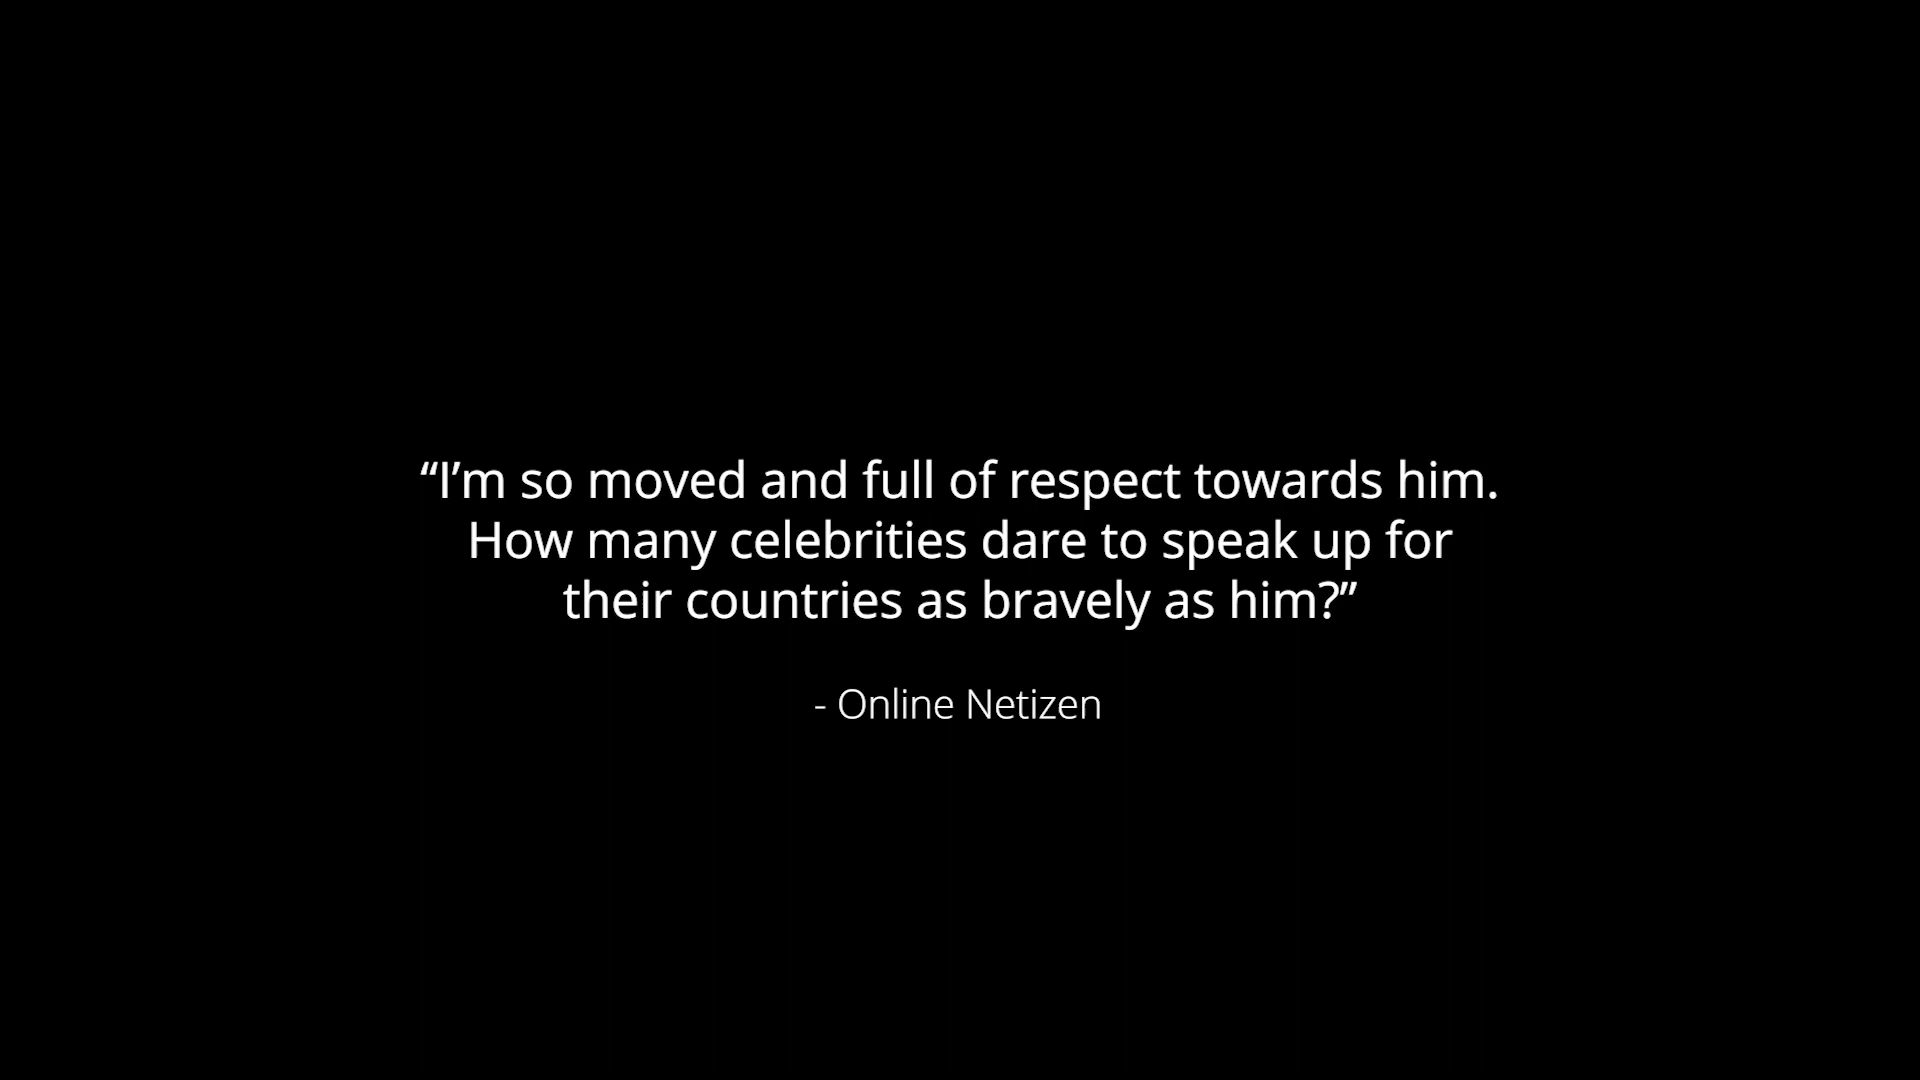 “I’m so moved and full of respect towards him.
How many celebrities dare to speak up for
their countries as bravely as him?”
- Online Netizen